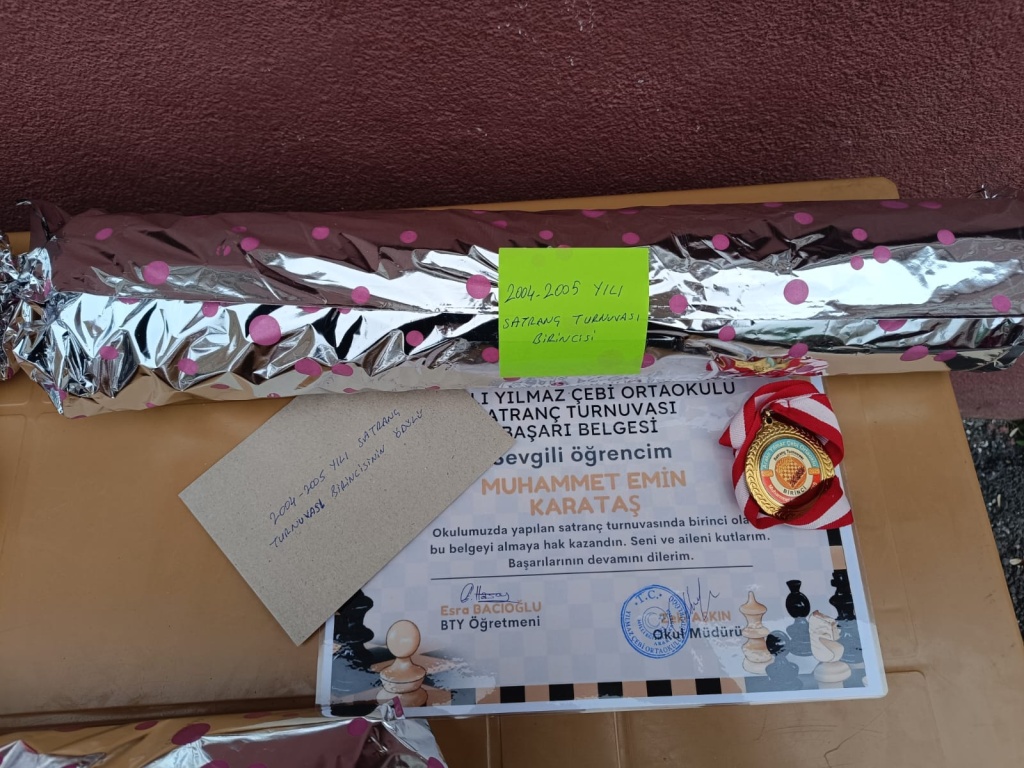 2004-2005 YILI
SATRANÇ TURNUVASI
BİRİNCİSİ
2004-2005 YILI SATRANÇ
TURNUVASI BİRİNCİSİNİN ÖDÜLÜ
YILMAZ ÇEBİ ORTAOKULU
SATRANÇ TURNUVASI
BAŞARI BELGESİ
Sevgili öğrencim
MUHAMMET EMİN
KARATAŞ
Okulumuzda yapılan satranç turnuvasında birinci
bu belgeyi almaya hak kazandın. Seni ve aileni kutlarım.
Başarılarının devamını dilerim.
Esra BACIOĞLU
BTY Öğretmeni
AŞKIN
Okul Müdürü
T.C.
BİRİNCİ